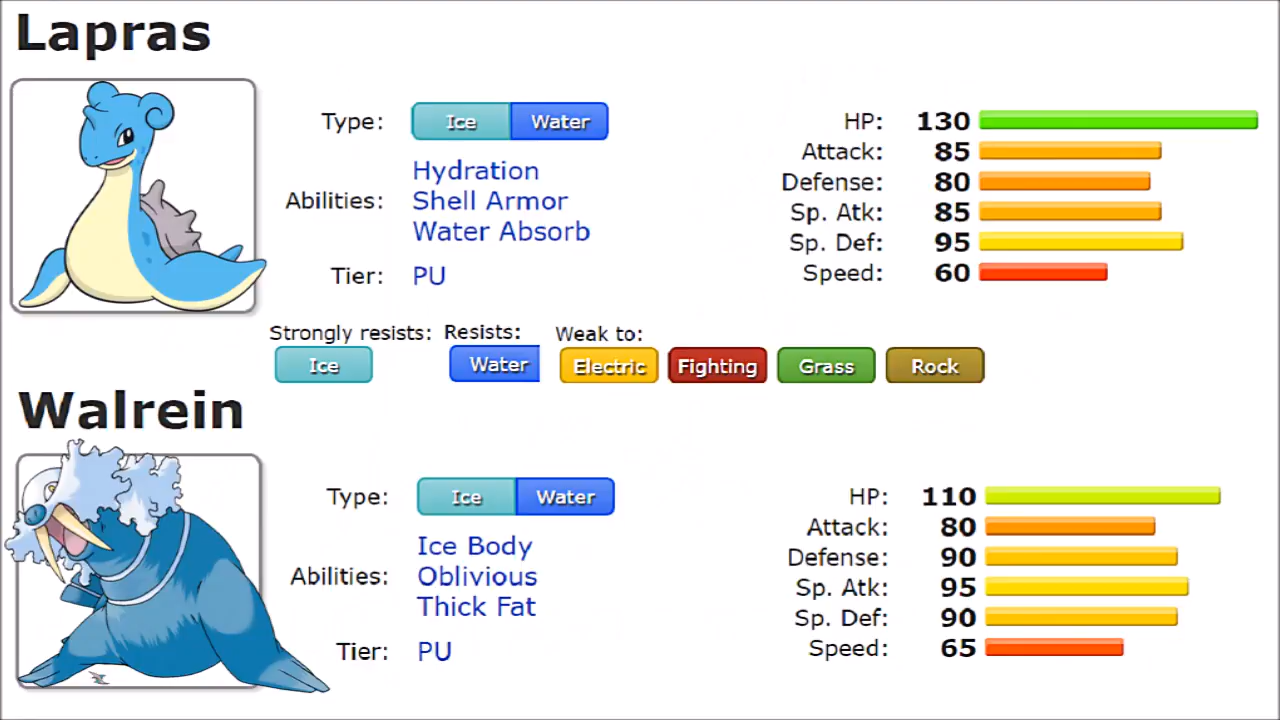 Lapras
Type: Ice Water
Abilities: Hydration
Shell Armor
Water Absorb
Tier: PU
HP: 130
Attack: 85
Defense: 80
Sp. Atk: 85
Sp. Def: 95
Speed: 60
Strongly resists: Resists: Weak to:
Ice Water Electric Fighting Grass Rock
Walrein
Type: Ice Water
Abilities: Ice Body
Oblivious
Thick Fat
Tier: PU
HP: 110
Attack: 80
Defense: 90
Sp. Atk: 95
Sp. Def: 90
Speed: 65